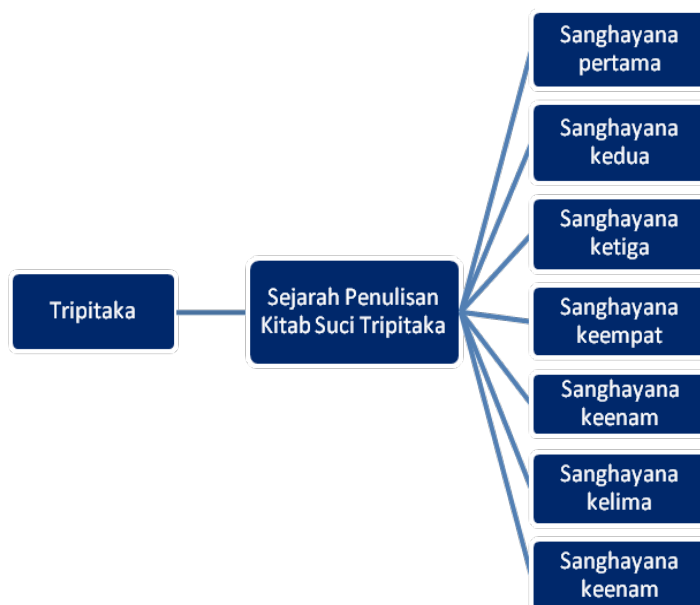 Tripitaka
Sejarah Penulisan
Kitab Suci Tripitaka
Sanghayana
pertama
Sanghayana
kedua
Sanghayana
ketiga
Sanghayana
keempat
Sanghayana
keenam
Sanghayana
kelima
Sanghayana
keenam